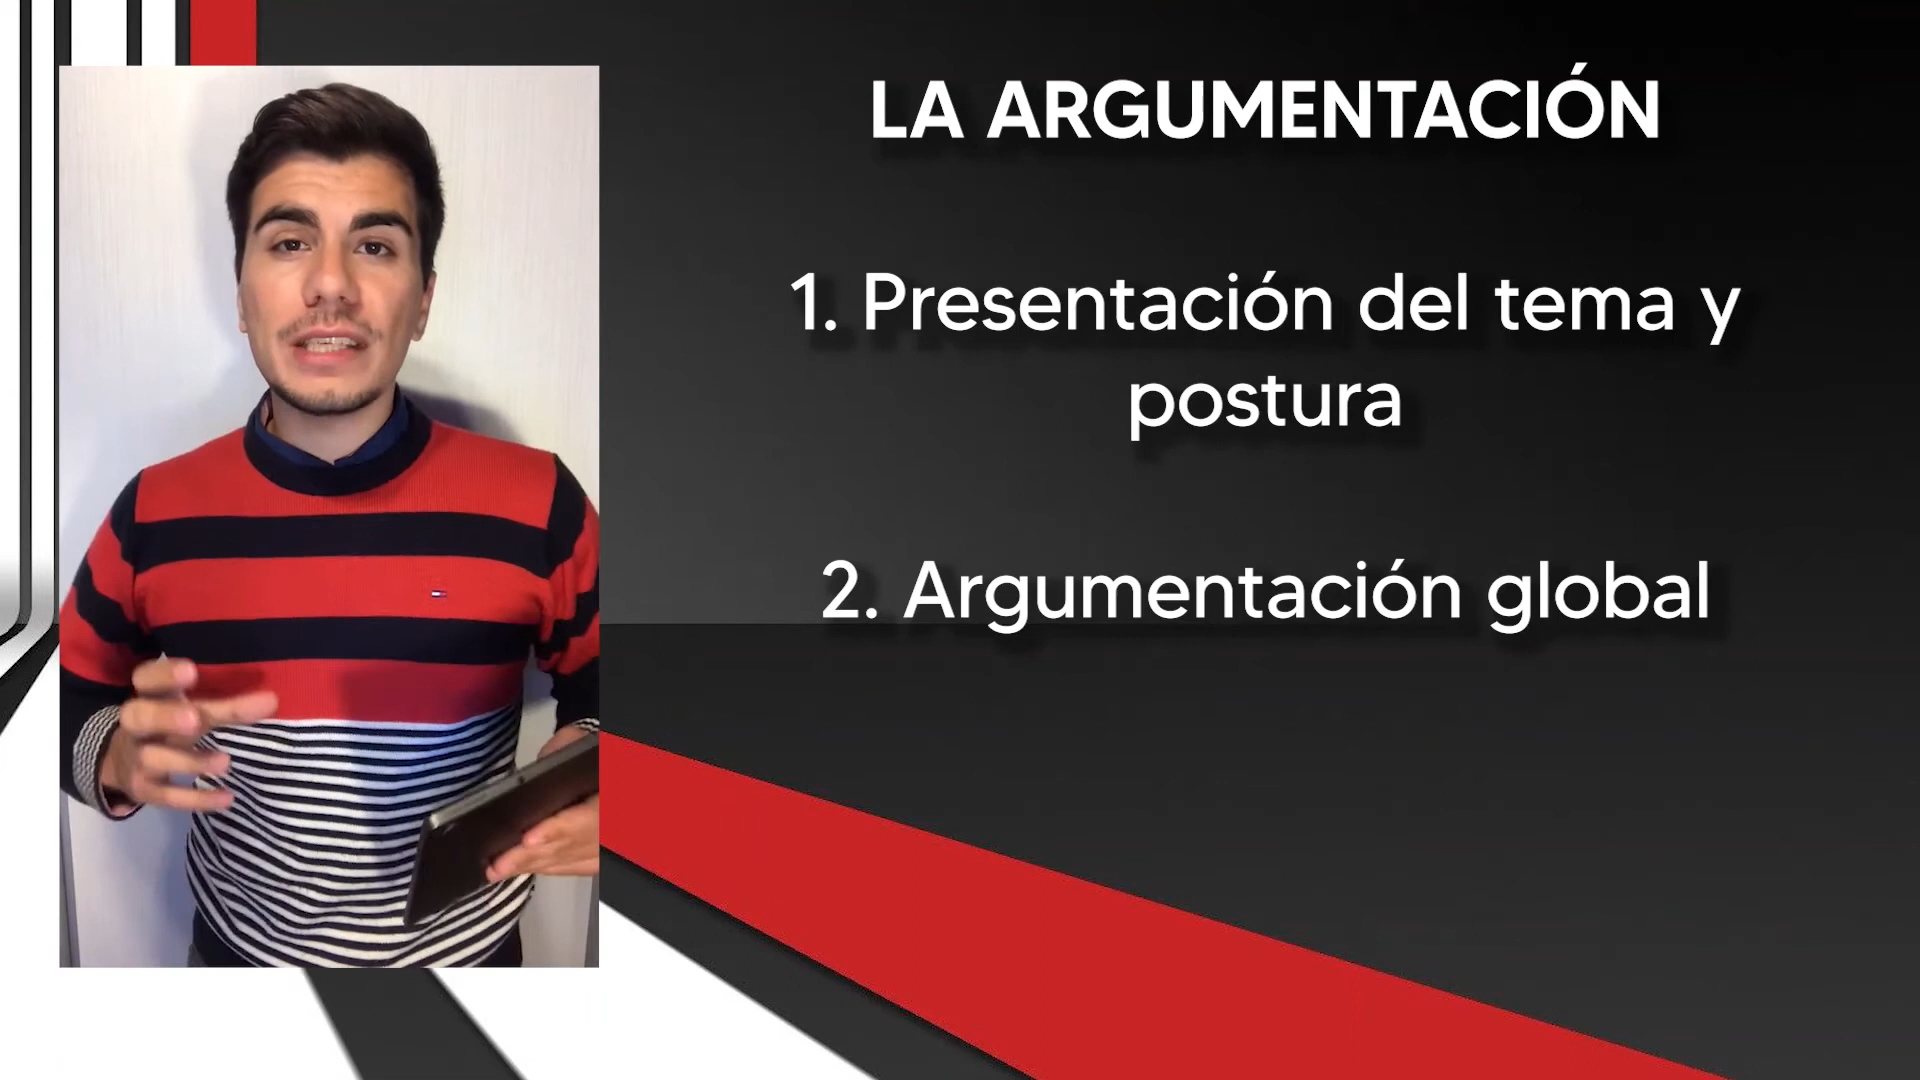 LA ARGUMENTACIÓN
1. Presentación del tema y
postura
2. Argumentación global